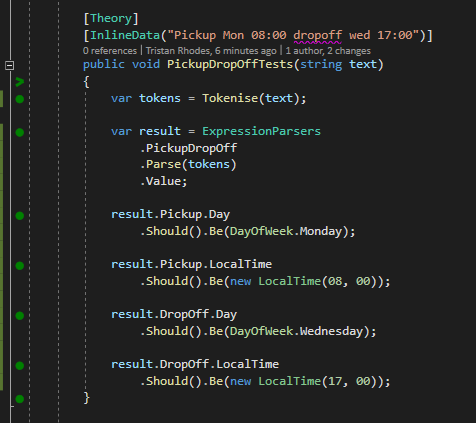 [Theory]
[InlineData("Pickup Mon 08:00 dropoff wed 17:00")]
0 references | Tristan Rhodes, 6 minutes ago | 1 author, 2 changes
public void PickupDropOffTests(string text)
{
var tokens = Tokenise(text);
var result = ExpressionParsers
.PickupDropOff
.Parse(tokens)
.Value;
result.Pickup.Day
.Should().Be(DayOfWeek.Monday);
result.Pickup.LocalTime
.Should().Be(new LocalTime(08, 00));
result.DropOff.Day
.Should().Be(DayOfWeek.Wednesday);
result.DropOff.LocalTime
.Should().Be(new LocalTime(17, 00));
}